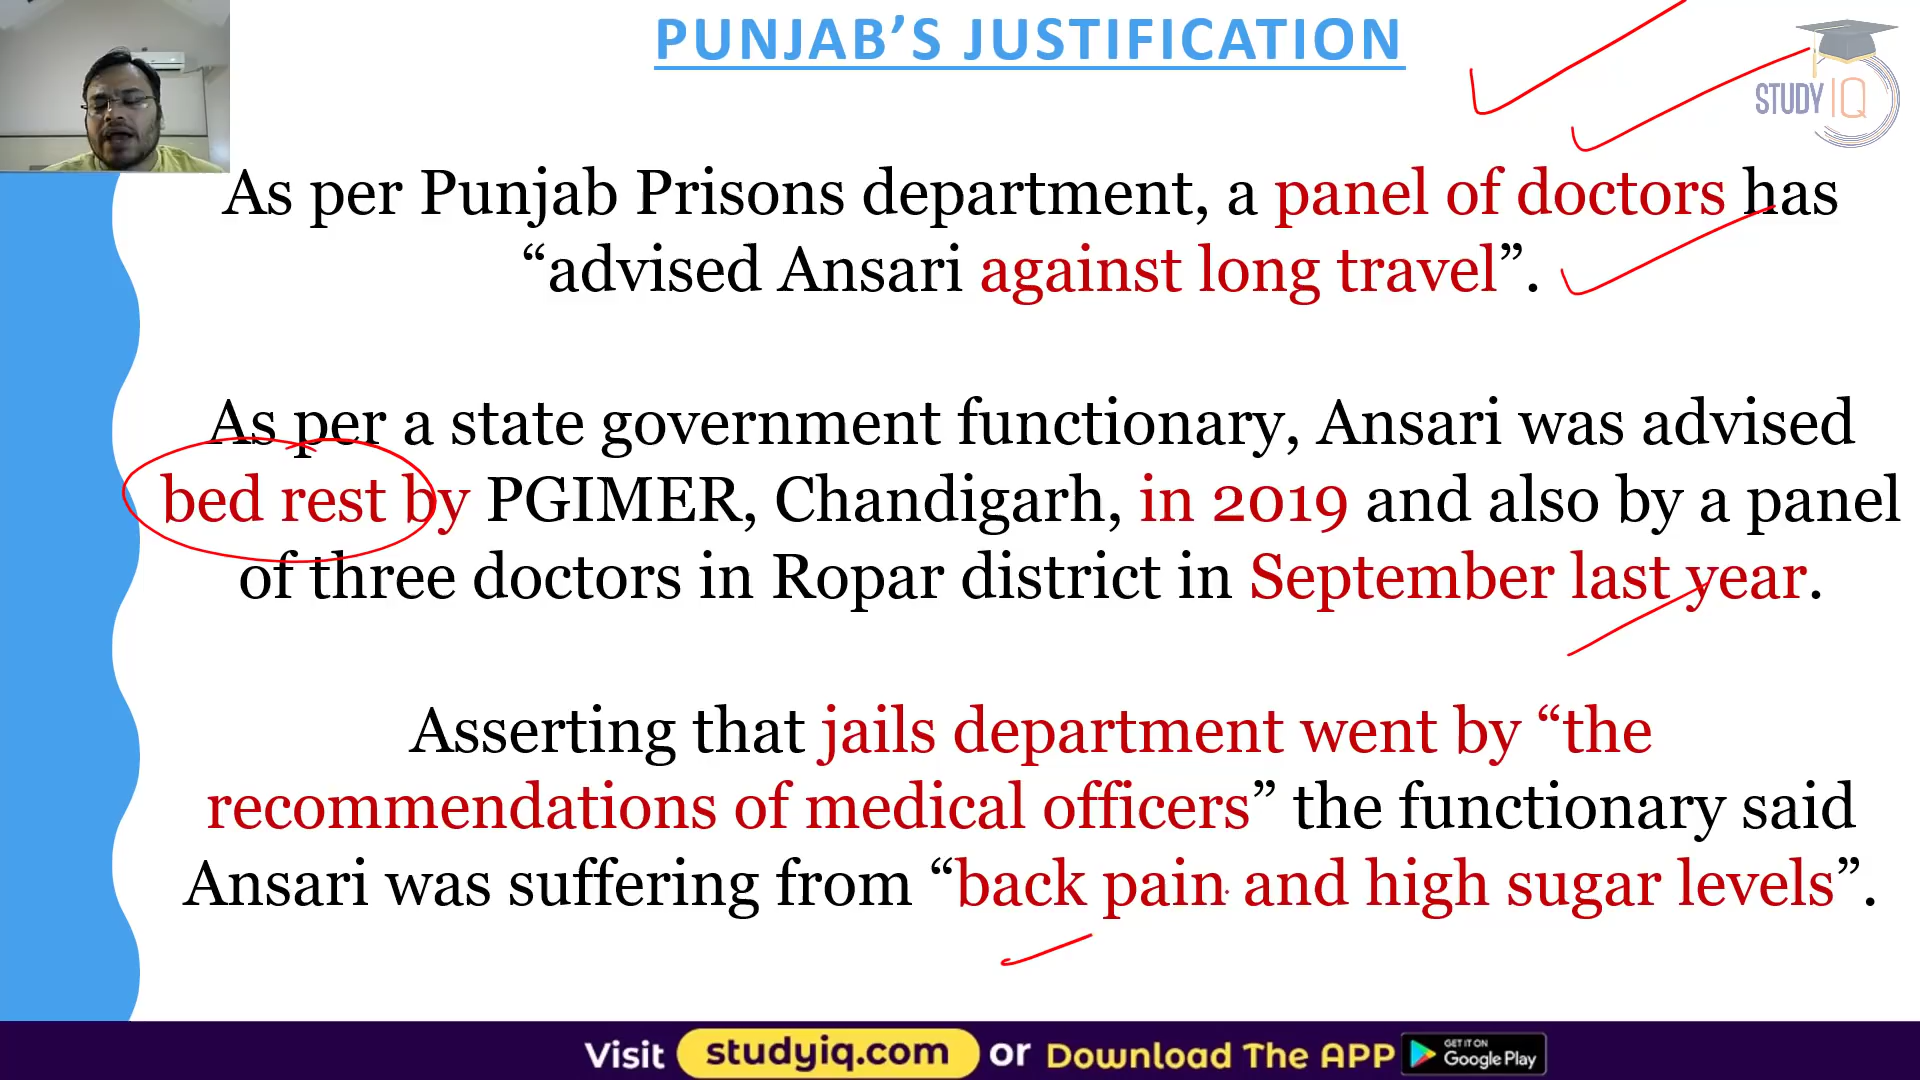 PUNJAB’S JUSTIFICATION
STUDY IQ
As per Punjab Prisons department, a panel of doctors has
“advised Ansari against long travel”.
As per a state government functionary, Ansari was advised
bed rest by PGIMER, Chandigarh, in 2019 and also by a panel
of three doctors in Ropar district in September last year.
Asserting that jails department went by “the
recommendations of medical officers” the functionary said
Ansari was suffering from “back pain and high sugar levels”.
Visit studyiq.com or Download The APP GET IT ON Google Play